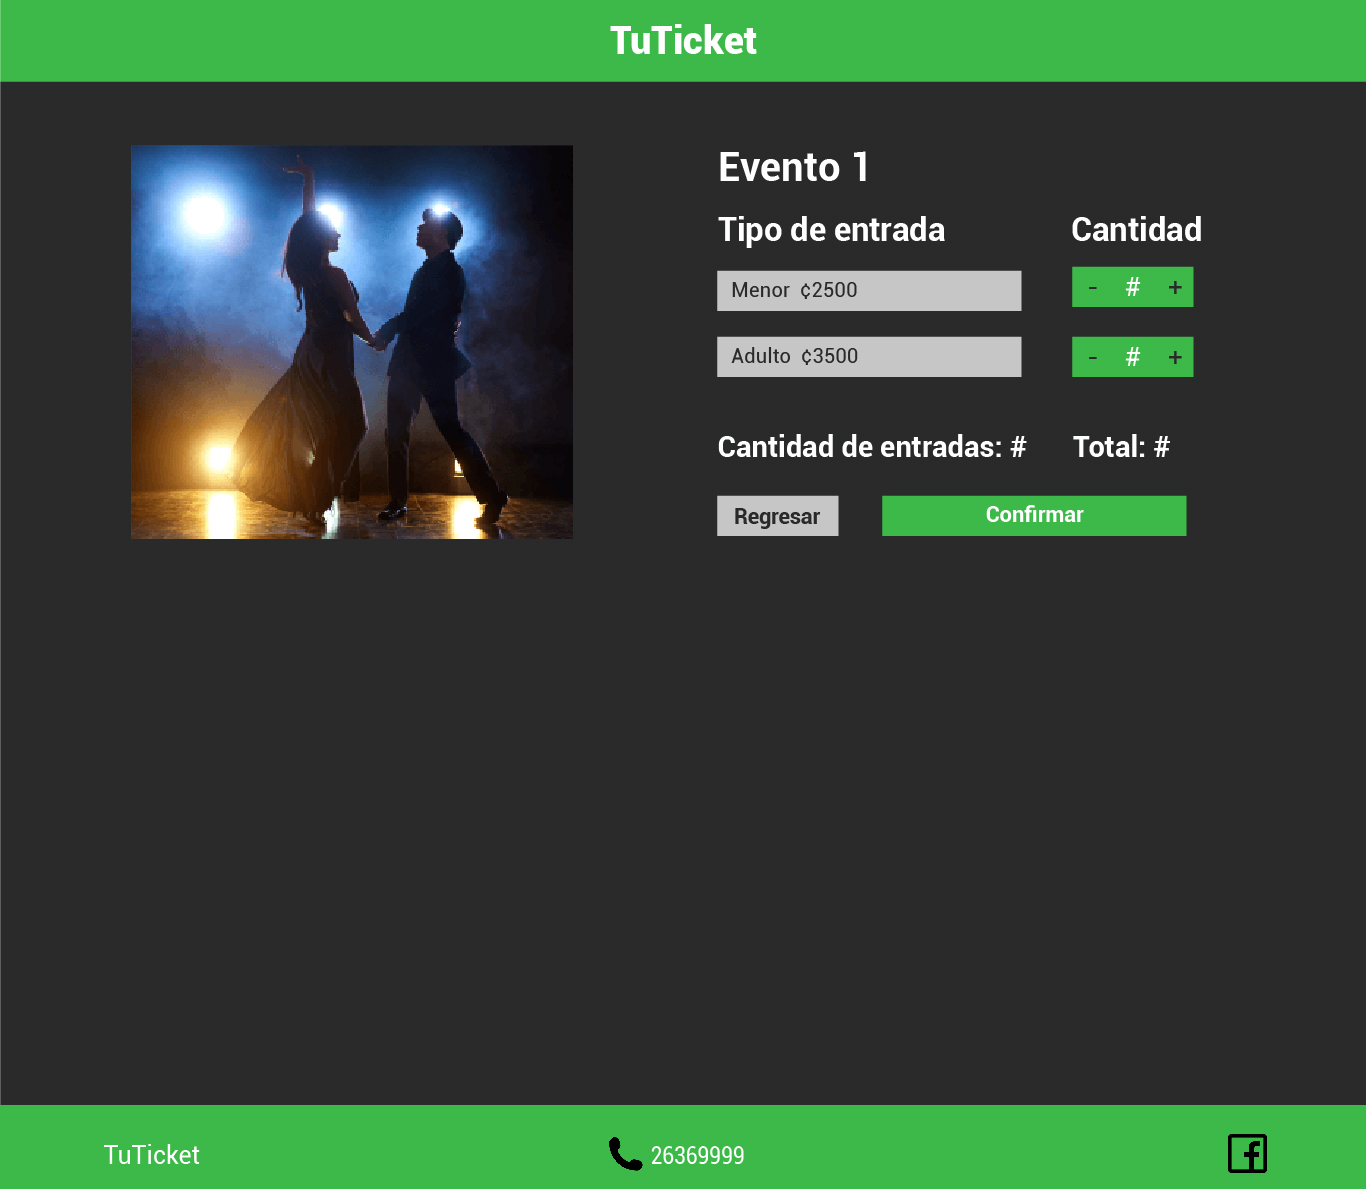 TuTicket
Evento 1
Tipo de entrada Cantidad
Menor ¢2500 - # +
Adulto ¢3500 - # +
Cantidad de entradas: # Total: #
Regresar Confirmar
TuTicket 26369999